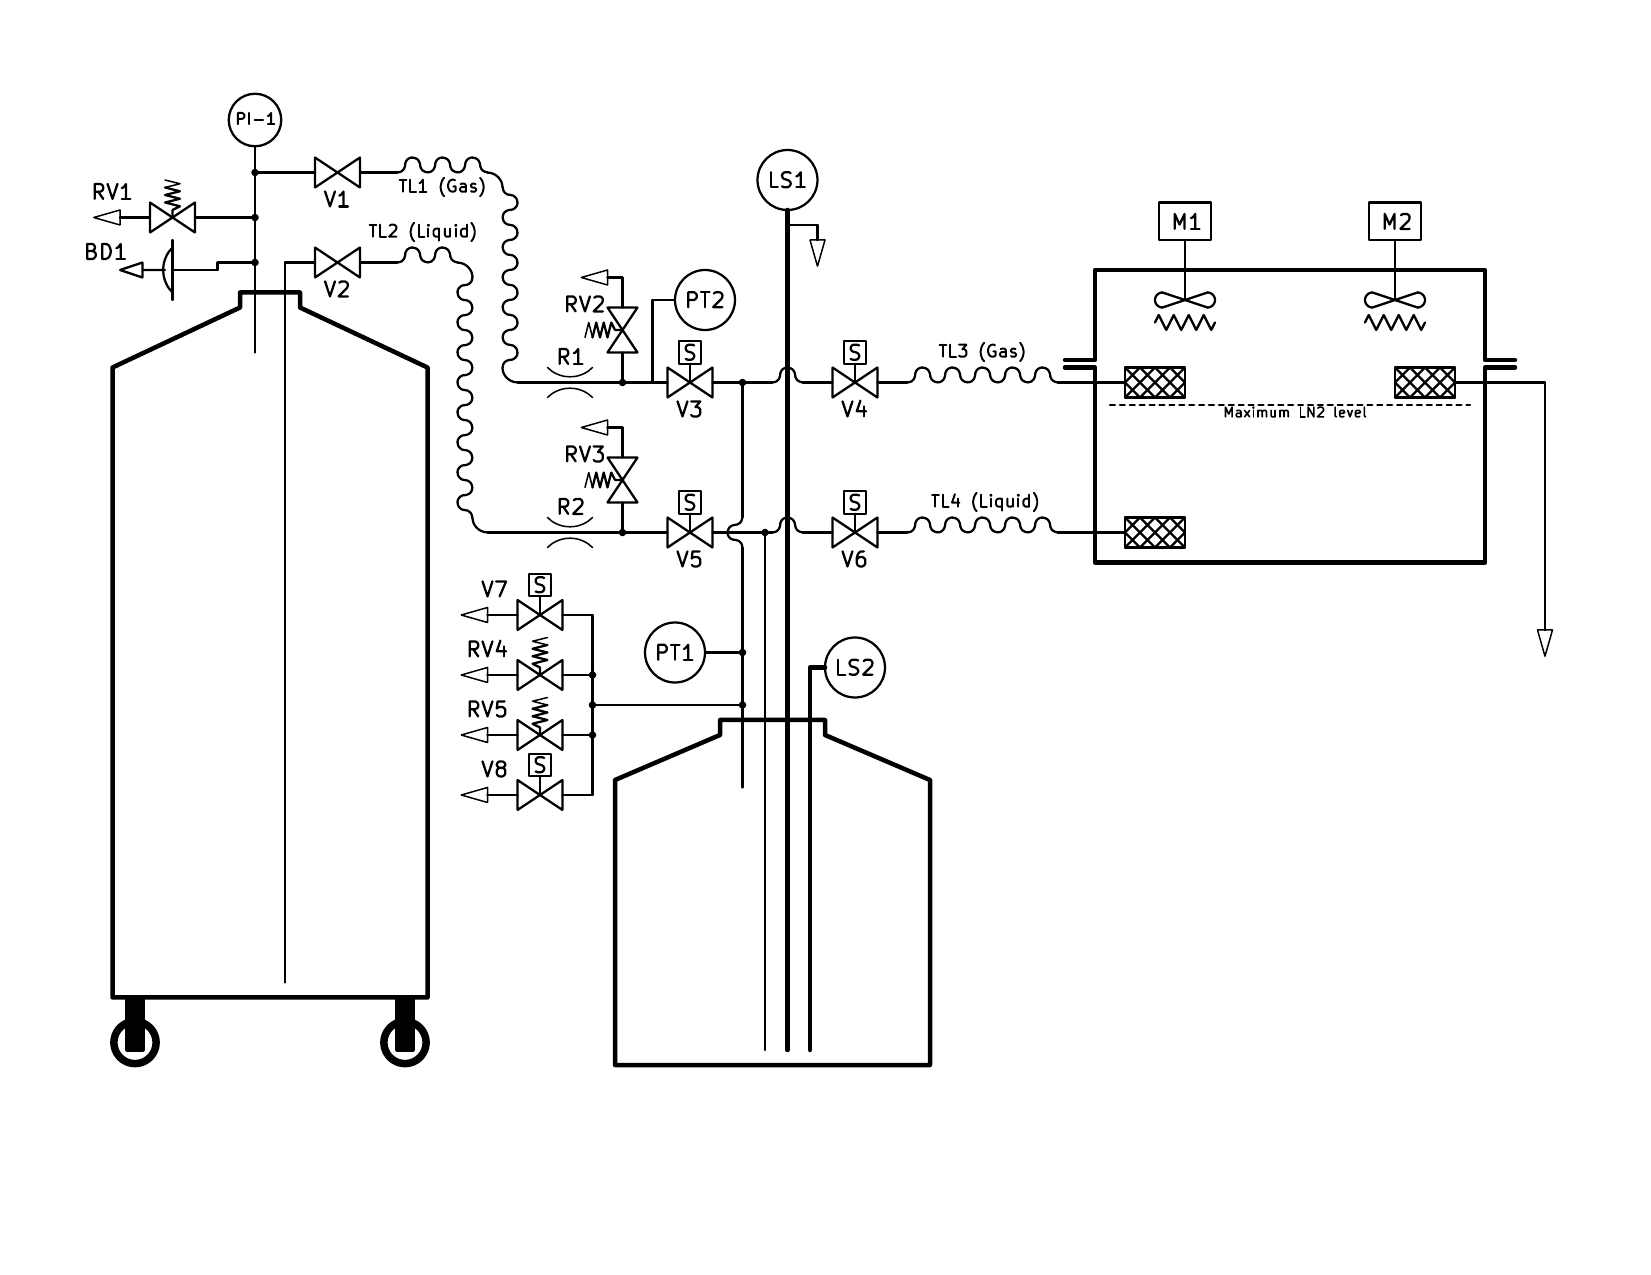 PI-1
RV1
V1
TL1 (Gas)
LS1
BD1
TL2 (Liquid)
V2
M1
M2
RV2
PT2
R1
S
V3
S
V4
TL3 (Gas)
Maximum LN2 level
RV3
R2
S
V5
S
V6
TL4 (Liquid)
V7
S
RV4
PT1
LS2
RV5
V8
S